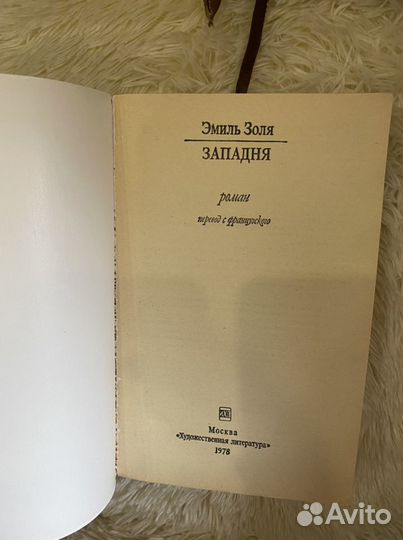 Эмиль Золя
ЗАПАДНЯ
роман
перевод с французского
Москва
«Художественная литература»
1978
Avito